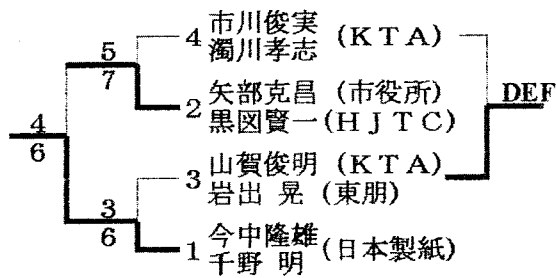 市川俊実
4 (KTA)
濁川孝志
5
7
矢部克昌 (市役所)
2
黒図賢一 (HJTC)
DEF
4
6
山賀俊明 (KTA)
3
岩出 晃 (東朋)
3
6
今中隆雄
1 (日本製紙)
千野 明